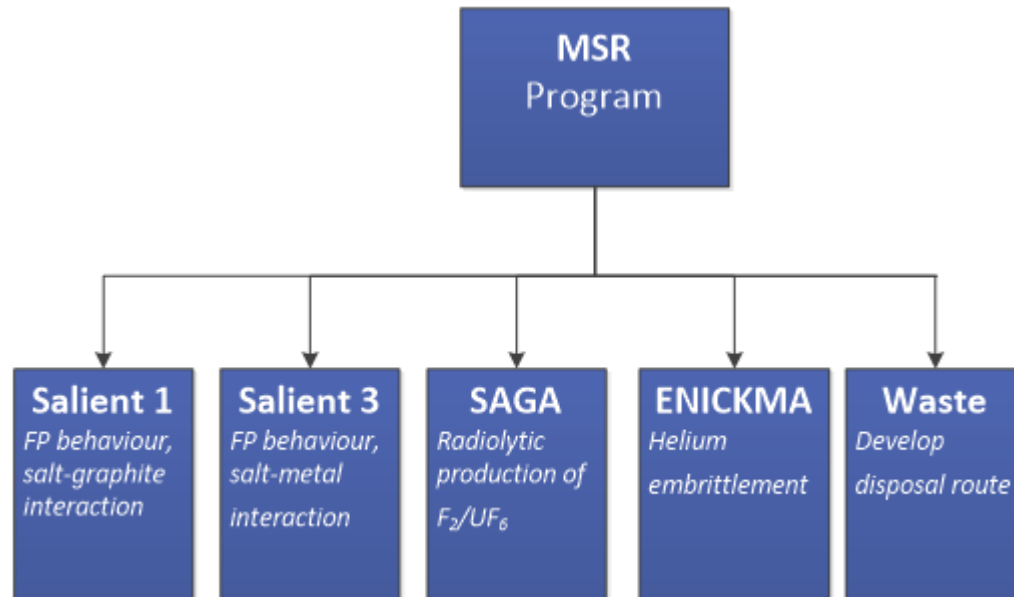 MSR
Program
Salient 1
FP behaviour,
salt-graphite
interaction
Salient 3
FP behaviour,
salt-metal
interaction
SAGA
Radiolytic
production of
F₂/UF₆
ENICKMA
Helium
embrittlement
Waste
Develop
disposal route